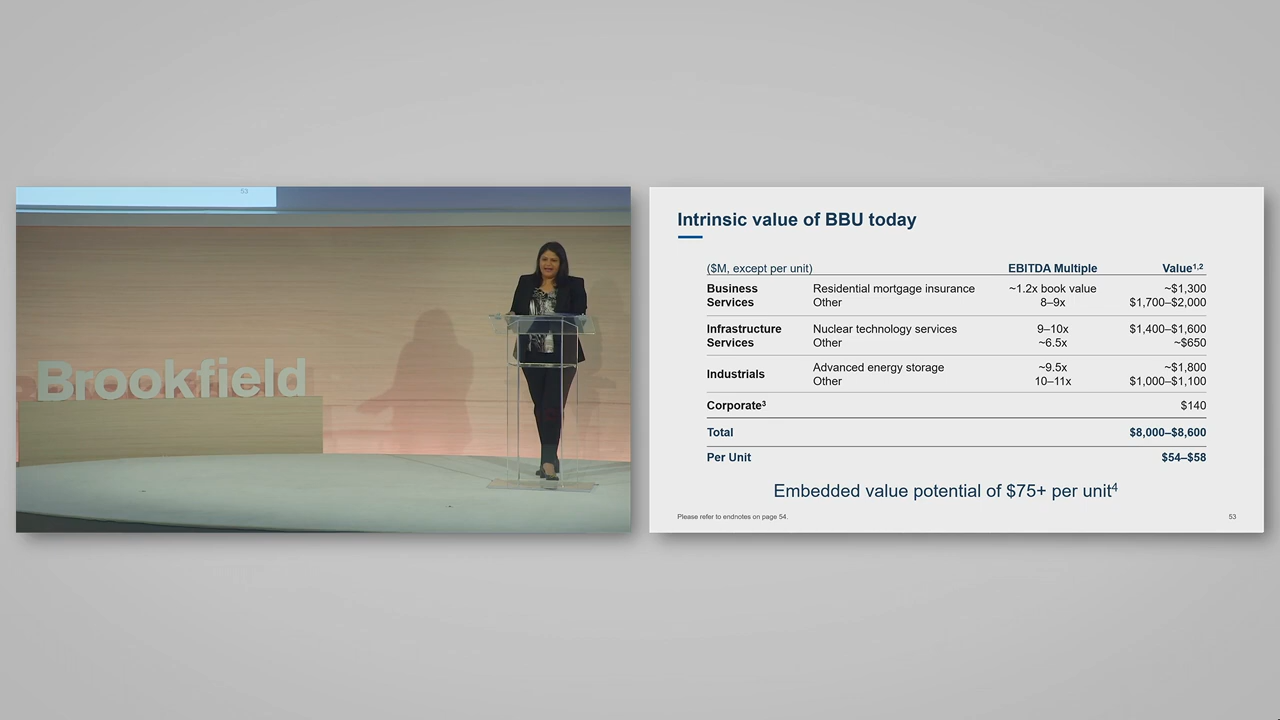 53
Brookfield
Intrinsic value of BBU today
($M, except per unit) EBITDA Multiple Value1,2
Business Services Residential mortgage insurance ~1.2x book value ~$1,300
Other 8–9x $1,700–$2,000
Infrastructure Services Nuclear technology services 9–10x $1,400–$1,600
Other ~6.5x ~$650
Industrials Advanced energy storage ~9.5x ~$1,800
Other 10–11x $1,000–$1,100
Corporate3 $140
Total $8,000–$8,600
Per Unit $54–$58
Embedded value potential of $75+ per unit4
Please refer to endnotes on page 54. 53